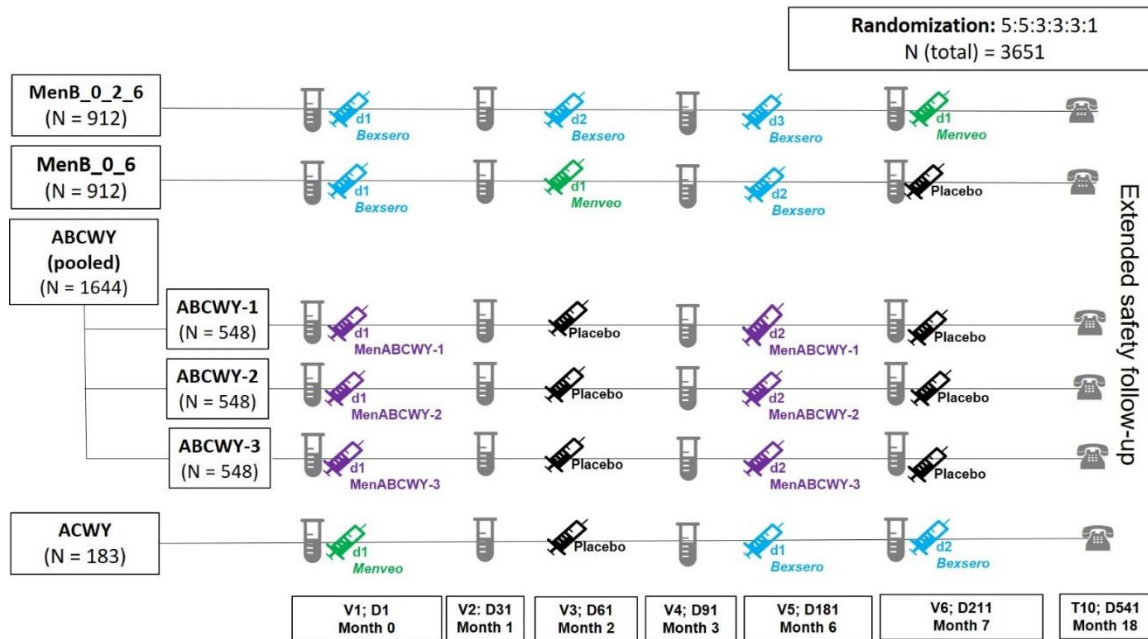 Randomization: 5:5:3:3:3:1
N (total) = 3651
MenB_0_2_6
(N = 912)
d1
Bexsero
d2
Bexsero
d3
Bexsero
d1
Menveo
MenB_0_6
(N = 912)
d1
Bexsero
d1
Menveo
d2
Bexsero
Placebo
ABCWY
(pooled)
(N = 1644)
ABCWY-1
(N = 548)
d1
MenABCWY-1
Placebo
d2
MenABCWY-1
Placebo
ABCWY-2
(N = 548)
d1
MenABCWY-2
Placebo
d2
MenABCWY-2
Placebo
ABCWY-3
(N = 548)
d1
MenABCWY-3
Placebo
d2
MenABCWY-3
Placebo
ACWY
(N = 183)
d1
Menveo
Placebo
d1
Bexsero
d2
Bexsero
Extended safety follow-up
V1; D1
Month 0
V2: D31
Month 1
V3; D61
Month 2
V4; D91
Month 3
V5; D181
Month 6
V6; D211
Month 7
T10; D541
Month 18